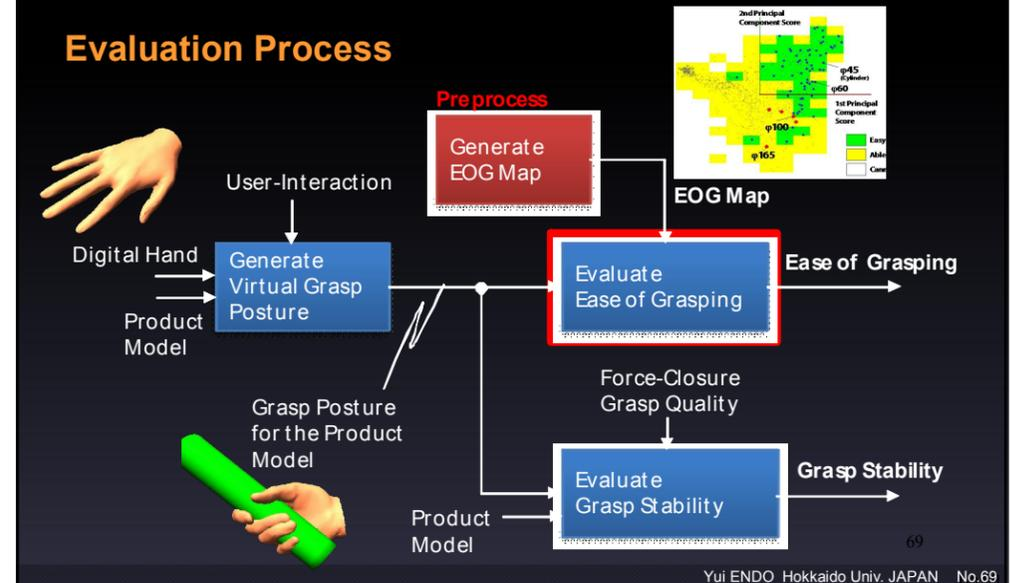 Evaluation Process
2nd Principal
Component Score
φ45
(Cylinder)
φ60
1st Principal
Component
Score
φ100
φ165
Easy
Able
EOG Map
Preprocess
Generate
EOG Map
User-Interaction
Digital Hand
Product
Model
Generate
Virtual Grasp
Posture
Evaluate
Ease of Grasping
Ease of Grasping
Grasp Posture
for the Product
Model
Force-Closure
Grasp Quality
Product
Model
Evaluate
Grasp Stability
Grasp Stability
69
Yui ENDO Hokkaido Univ. JAPAN No.69